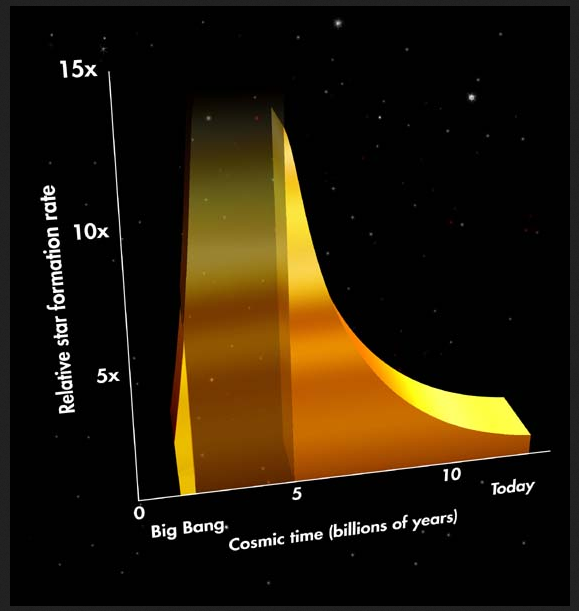 15x
10x
5x
Relative star formation rate
0
5
10
Big Bang
Today
Cosmic time (billions of years)